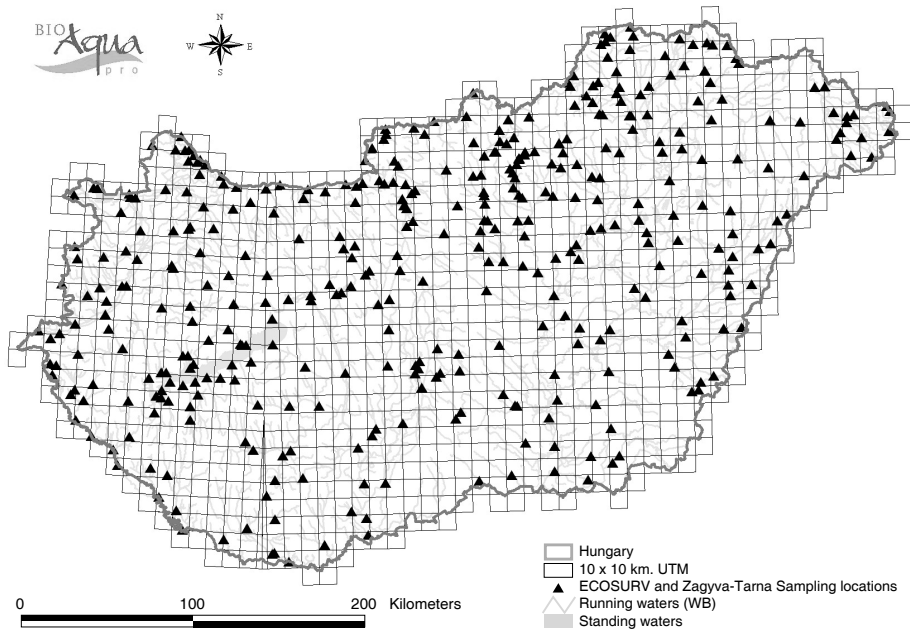 BIO
Aqua
pro
N
W E
S
Hungary
10 x 10 km. UTM
ECOSURV and Zagyva-Tarna Sampling locations
Running waters (WB)
Standing waters
0 100 200 Kilometers